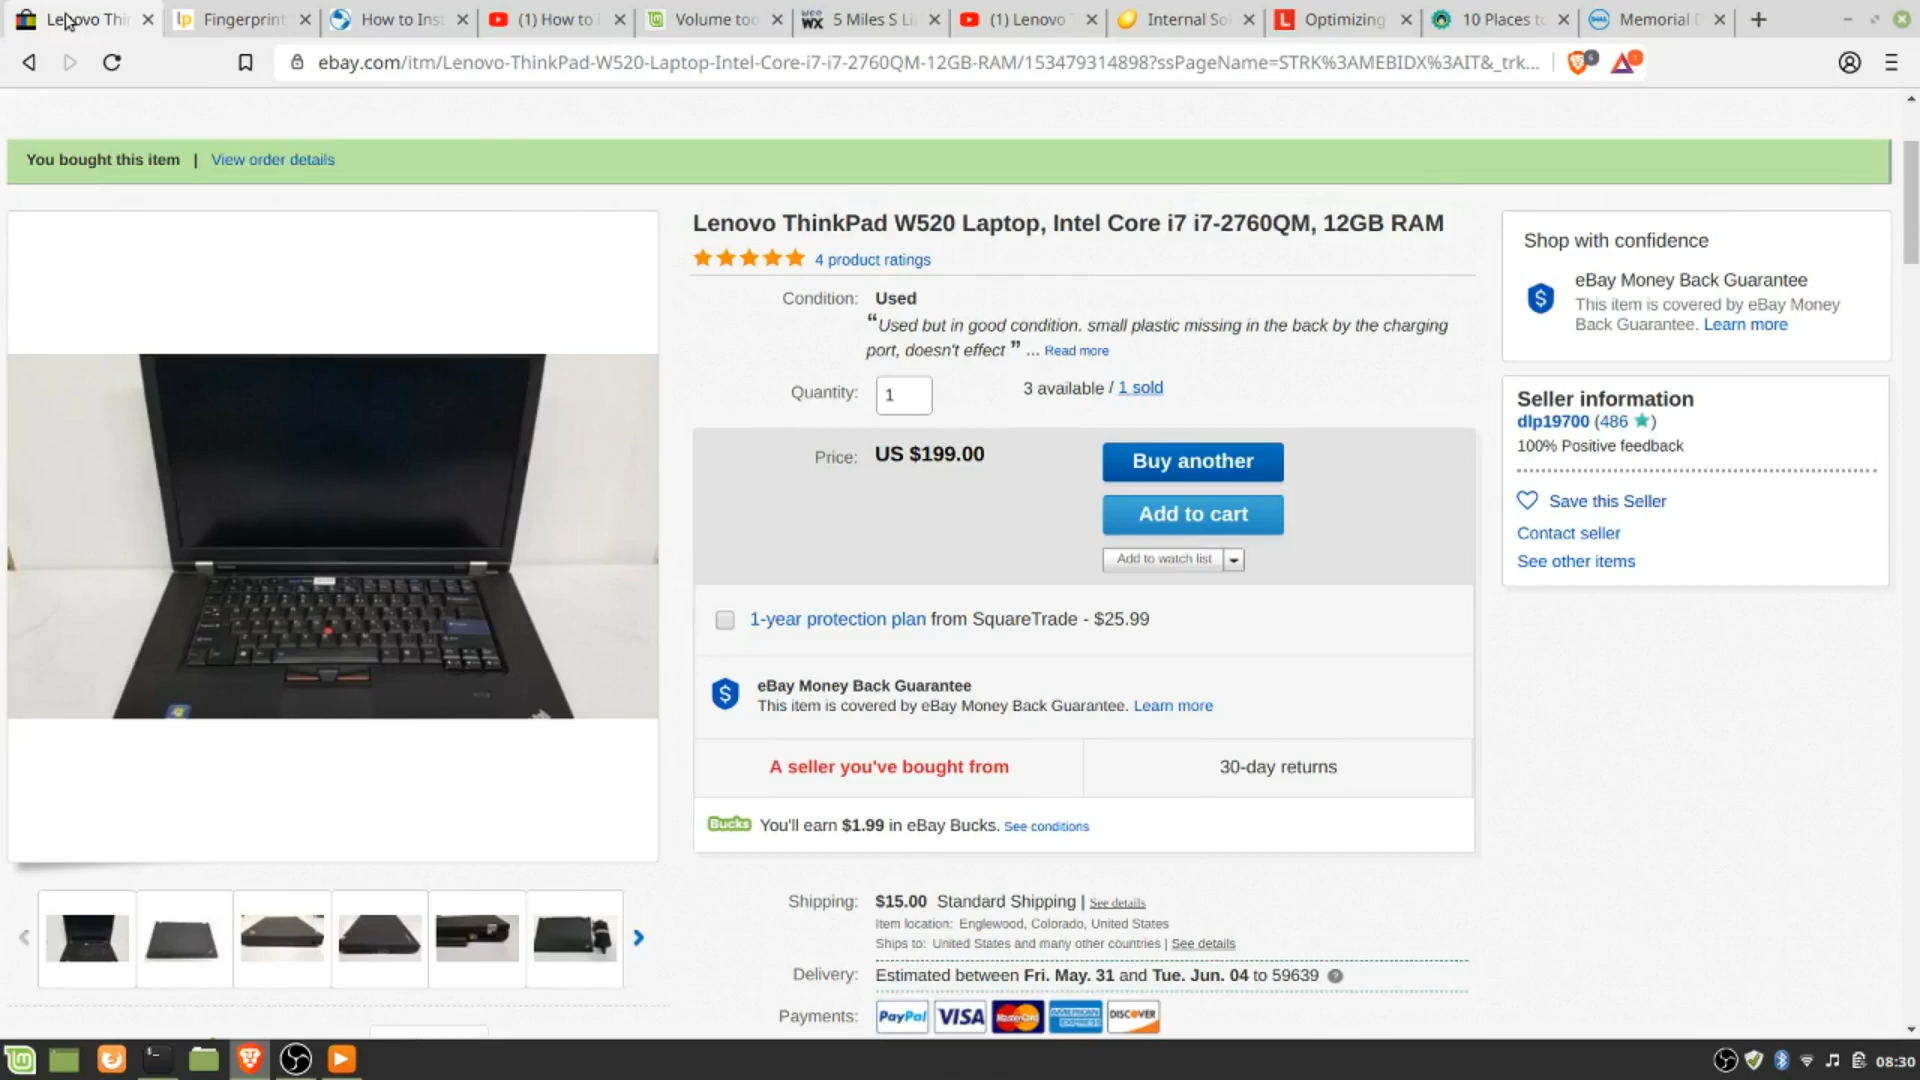 Lenovo Thin
Fingerprint
How to Inst
(1) How to i
Volume too
5 Miles S Li
(1) Lenovo T
Internal So
Optimizing
10 Places to
Memorial D
ebay.com/itm/Lenovo-ThinkPad-W520-Laptop-Intel-Core-i7-i7-2760QM-12GB-RAM/153479314898?ssPageName=STRK%3AMEBIDX%3AIT&_trk...
You bought this item | View order details
Lenovo ThinkPad W520 Laptop, Intel Core i7 i7-2760QM, 12GB RAM
4 product ratings
Condition: Used
“Used but in good condition. small plastic missing in the back by the charging
port, doesn't effect ” ... Read more
Quantity: 1 3 available / 1 sold
Price: US $199.00
Buy another
Add to cart
Add to watch list
1-year protection plan from SquareTrade - $25.99
eBay Money Back Guarantee
This item is covered by eBay Money Back Guarantee. Learn more
A seller you've bought from
30-day returns
Bucks You'll earn $1.99 in eBay Bucks. See conditions
Shipping: $15.00 Standard Shipping | See details
Item location: Englewood, Colorado, United States
Ships to: United States and many other countries | See details
Delivery: Estimated between Fri. May. 31 and Tue. Jun. 04 to 59639
Payments: PayPal VISA MasterCard AMERICAN EXPRESS DISCOVER
Shop with confidence
eBay Money Back Guarantee
This item is covered by eBay Money
Back Guarantee. Learn more
Seller information
dlp19700 (486)
100% Positive feedback
Save this Seller
Contact seller
See other items
08:30